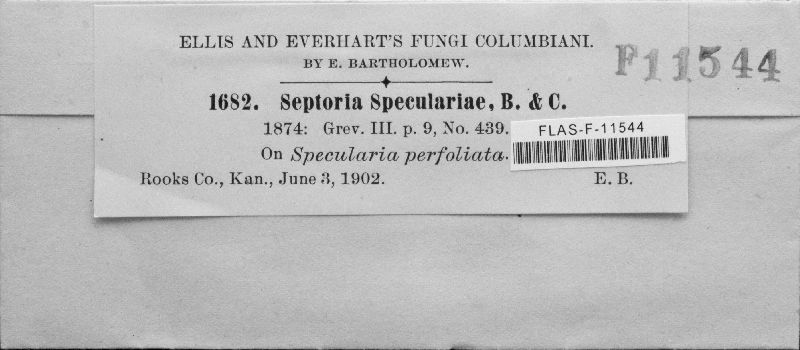 ELLIS AND EVERHART'S FUNGI COLUMBIANI.
BY E. BARTHOLOMEW.
F11544
1682. Septoria Speculariae, B. & C.
1874: Grev. III. p. 9, No. 439.
FLAS-F-11544
On Specularia perfoliata.
Rooks Co., Kan., June 3, 1902. E. B.